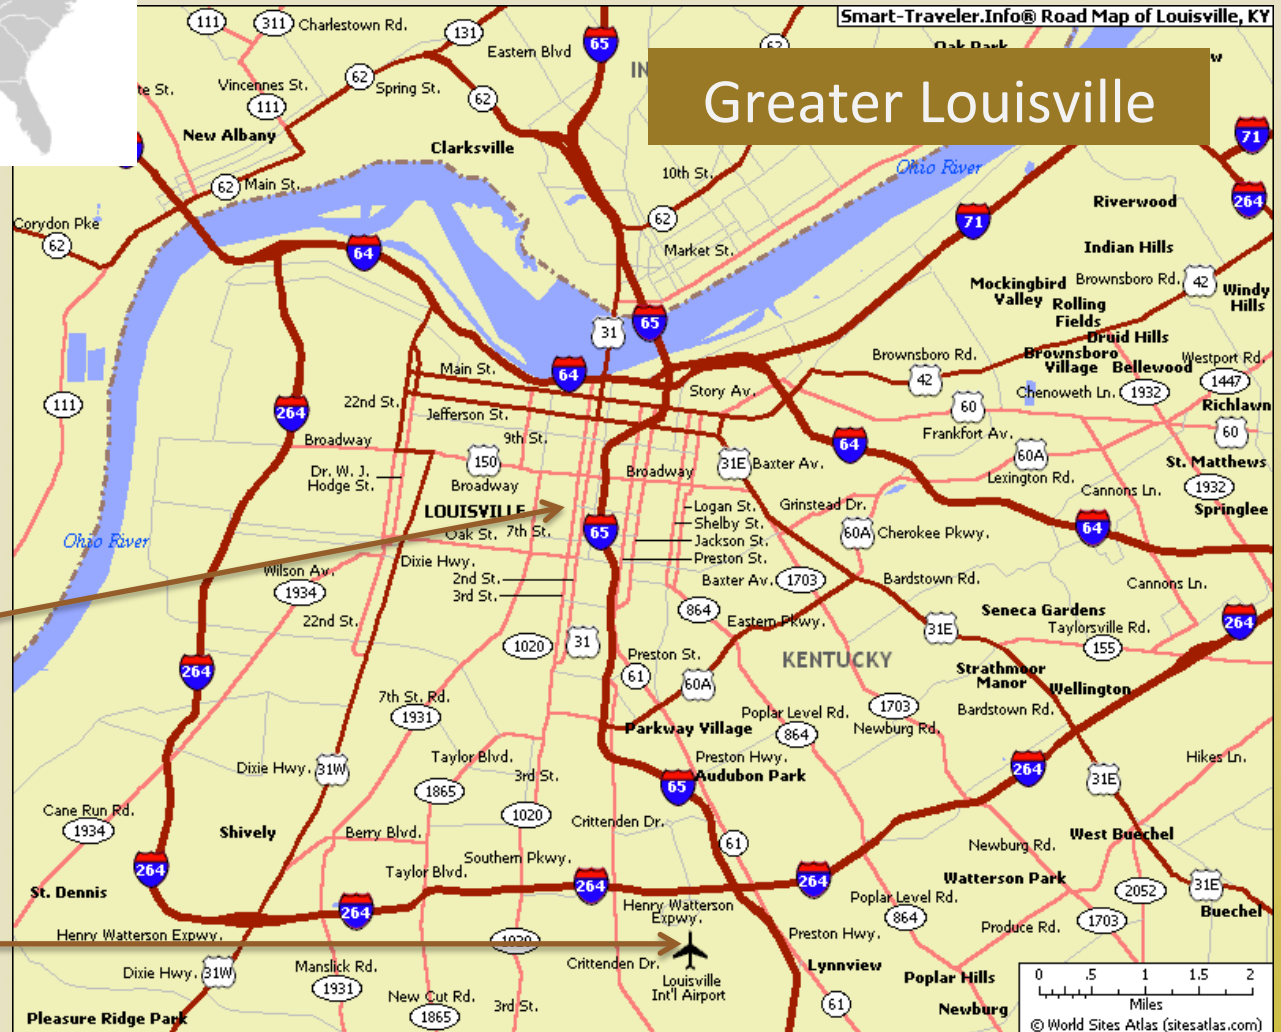 Smart-Traveler.Info® Road Map of Louisville, KY
Greater Louisville
111
311
Charlestown Rd.
131
Eastern Blvd
65
62
Oak Park
Vincennes St.
111
62
Spring St.
62
New Albany
Clarksville
71
Ohio River
10th St.
62
Main St.
264
Riverwood
Corydon Pke
62
62
71
64
Market St.
Indian Hills
Mockingbird
Valley
Brownsboro Rd.
42
Windy
Hills
Rolling
Fields
31
65
Druid Hills
Brownsboro
Village
Bellewood
Westport Rd.
Main St.
64
Brownsboro Rd.
42
Story Av.
Chenoweth Ln.
1932
1447
Richlawn
111
264
22nd St.
Jefferson St.
60
Frankfort Av.
60
Broadway
9th St.
64
60A
St. Matthews
150
Broadway
Broadway
31E
Baxter Av.
Lexington Rd.
Cannons Ln.
1932
Dr. W. J.
Hodge St.
LOUISVILLE
Logan St.
Grinstead Dr.
Springlee
Shelby St.
65
Oak St.
7th St.
Jackson St.
60A
Cherokee Pkwy.
64
Ohio River
Preston St.
Dixie Hwy.
Wilson Av.
2nd St.
Baxter Av.
1703
Bardstown Rd.
Cannons Ln.
1934
3rd St.
864
Seneca Gardens
22nd St.
Eastern Pkwy.
31E
Taylorsville Rd.
264
1020
31
155
264
Preston St.
KENTUCKY
Strathmoor
Manor
61
60A
Wellington
7th St. Rd.
1931
Poplar Level Rd.
1703
Bardstown Rd.
Parkway Village
864
Newburg Rd.
Dixie Hwy.
31W
Taylor Blvd.
Preston Hwy.
264
Hikes Ln.
3rd St.
Audubon Park
31E
1865
65
Cane Run Rd.
1934
1020
Crittenden Dr.
Shively
Berry Blvd.
61
West Buechel
Newburg Rd.
Southern Pkwy.
264
Taylor Blvd.
264
264
Watterson Park
2052
31E
St. Dennis
264
Henry Watterson
Expwy.
Poplar Level Rd.
864
Buechel
Henry Watterson Expwy.
1020
Preston Hwy.
Produce Rd.
1703
Dixie Hwy.
31W
Manslick Rd.
1931
Crittenden Dr.
Louisville
Int'l Airport
Lynnview
Poplar Hills
New Cut Rd.
1865
3rd St.
61
Newburg
Pleasure Ridge Park
0 .5 1 1.5 2
Miles
© World Sites Atlas (sitesatlas.com)